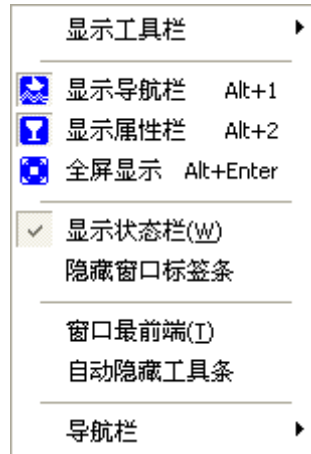 显示工具栏
显示导航栏 Alt+1
显示属性栏 Alt+2
全屏显示 Alt+Enter
显示状态栏(W)
隐藏窗口标签条
窗口最前端(T)
自动隐藏工具条
导航栏